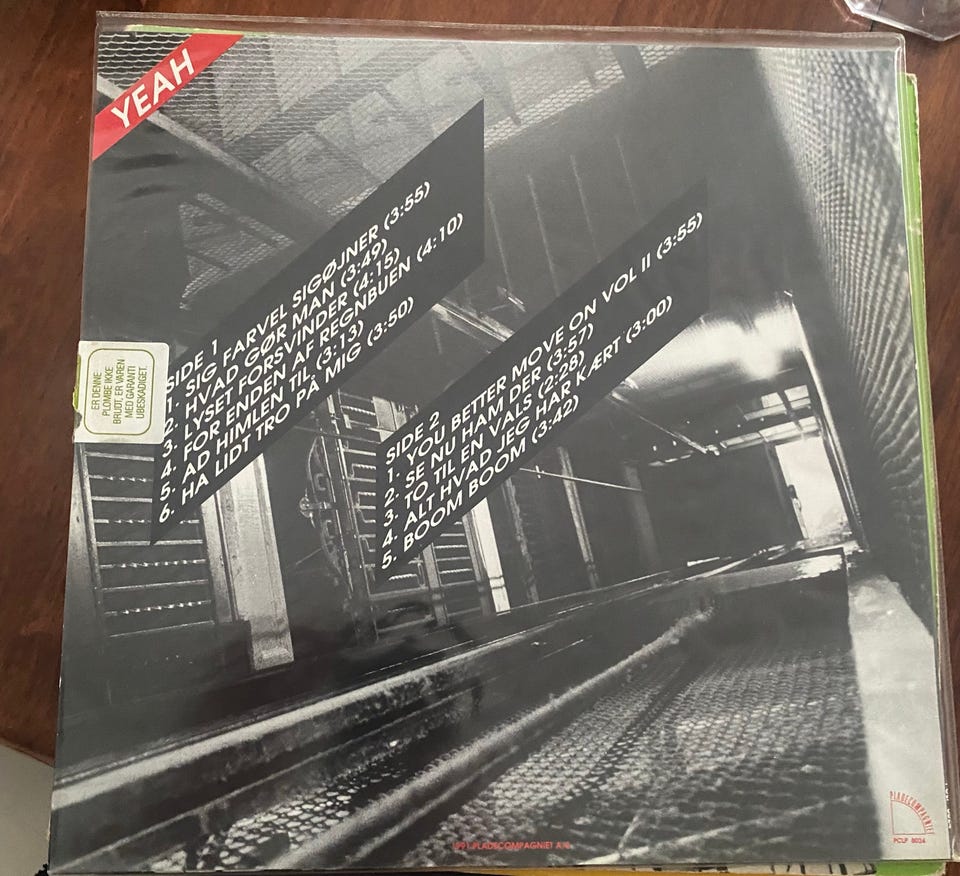 YEAH
SIDE 1
1. SIG FARVEL SIGØJNER (3:55)
2. HVAD GØR MAN (3:49)
3. LYSET FORSVINDER (4:15)
4. FOR ENDEN AF REGNBUEN (4:10)
5. AD HIMLEN TIL (3:13)
6. HA LIDT TRO PÅ MIG (3:50)
SIDE 2
1. YOU BETTER MOVE ON VOL II (3:55)
2. SE NU HAM DER (3:57)
3. TO TIL EN VALS (2:28)
4. ALT HVAD JEG HAR KÆRT (3:00)
5. BOOM BOOM (3:42)
ER DENNE
PLOMBE IKKE
BRUDT, ER VAREN
MED GARANTI
UBESKADIGET.
PLADECOMPAGNIET A/S
PLADECOMPAGNIET
PCLP 8036